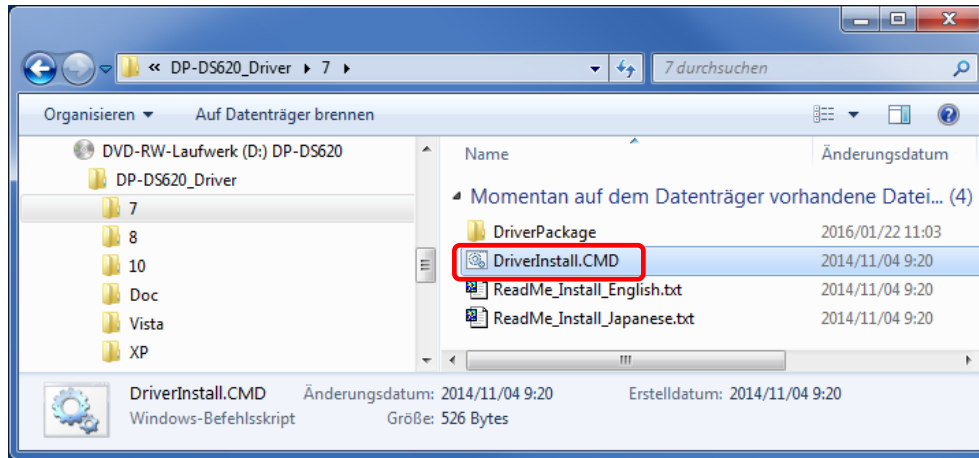 « DP-DS620_Driver 7
7 durchsuchen
Organisieren Auf Datenträger brennen
DVD-RW-Laufwerk (D:) DP-DS620
DP-DS620_Driver
7
8
10
Doc
Vista
XP
Name Änderungsdatum
Momentan auf dem Datenträger vorhandene Datei... (4)
DriverPackage 2016/01/22 11:03
DriverInstall.CMD 2014/11/04 9:20
ReadMe_Install_English.txt 2014/11/04 9:20
ReadMe_Install_Japanese.txt 2014/11/04 9:20
DriverInstall.CMD Änderungsdatum: 2014/11/04 9:20 Erstelldatum: 2014/11/04 9:20
Windows-Befehlsskript Größe: 526 Bytes